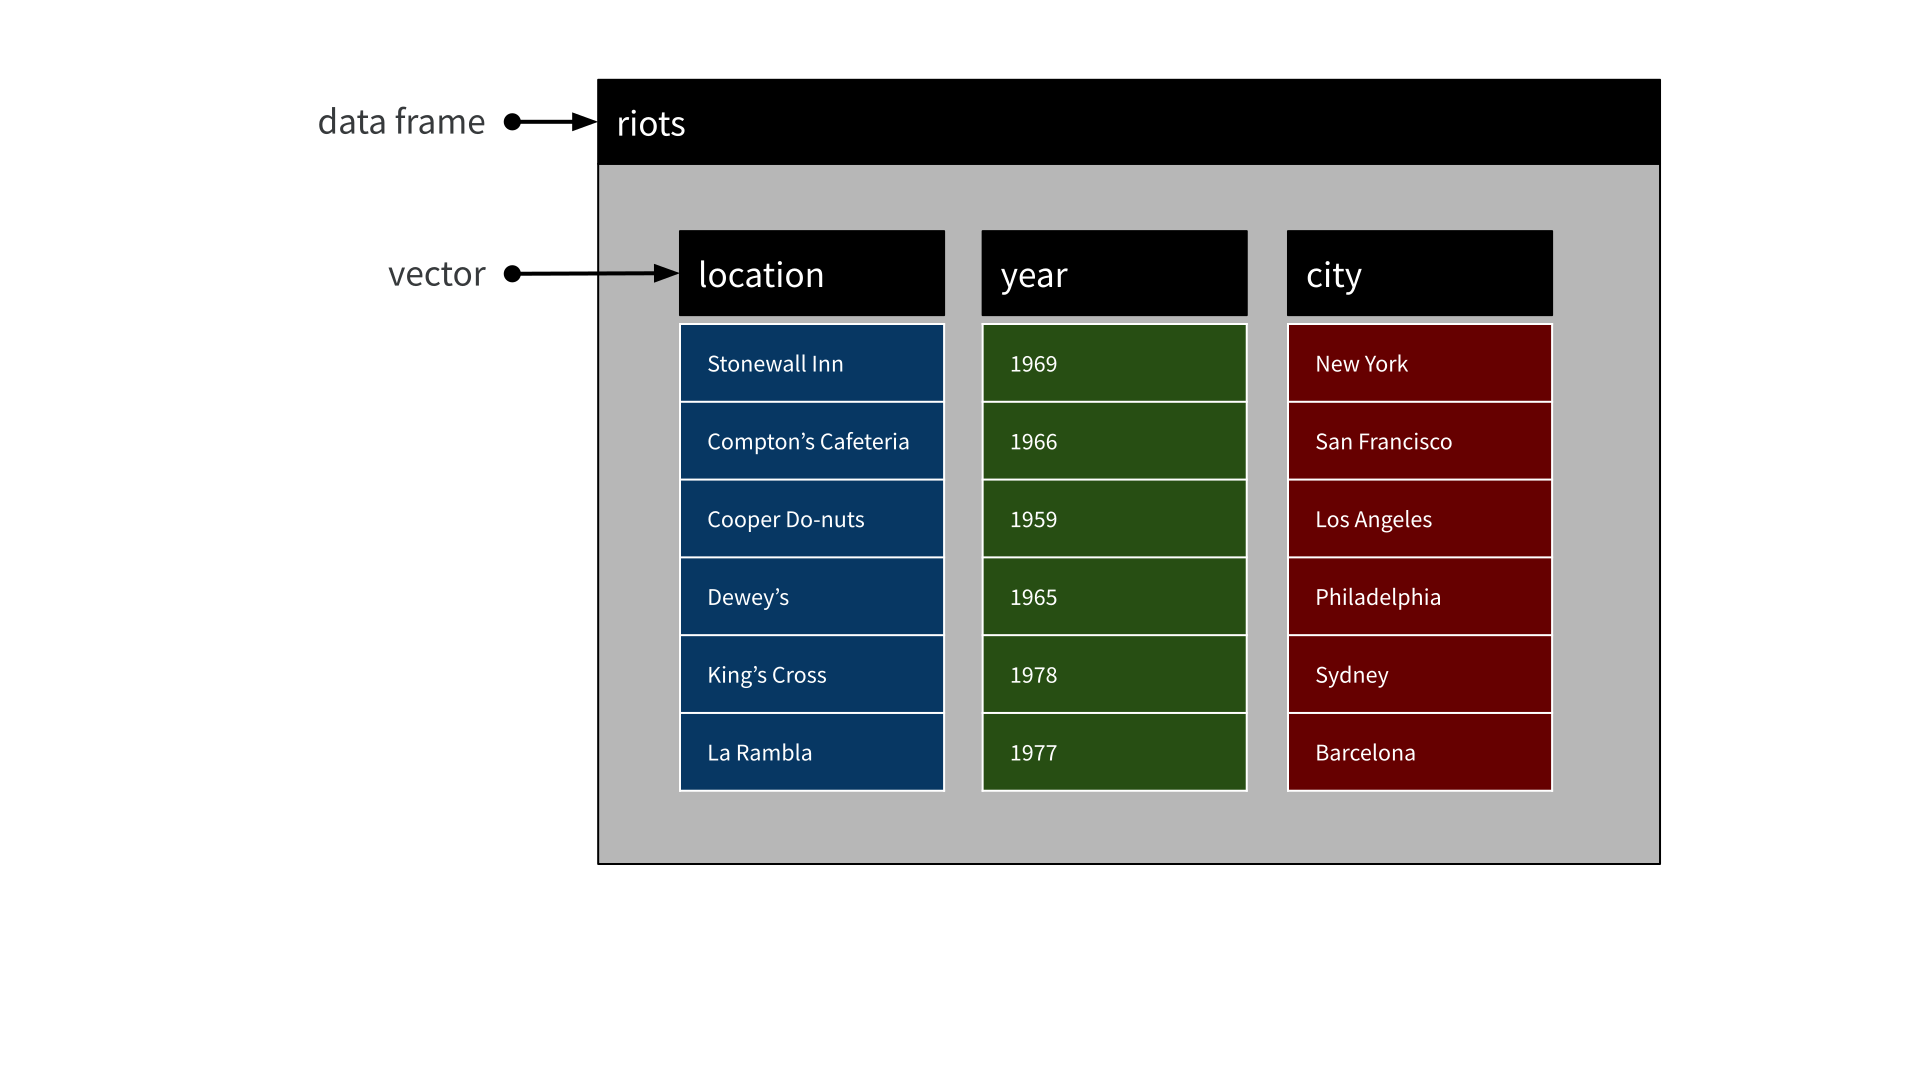 data frame
riots
vector
location year city
Stonewall Inn 1969 New York
Compton’s Cafeteria 1966 San Francisco
Cooper Do-nuts 1959 Los Angeles
Dewey’s 1965 Philadelphia
King’s Cross 1978 Sydney
La Rambla 1977 Barcelona